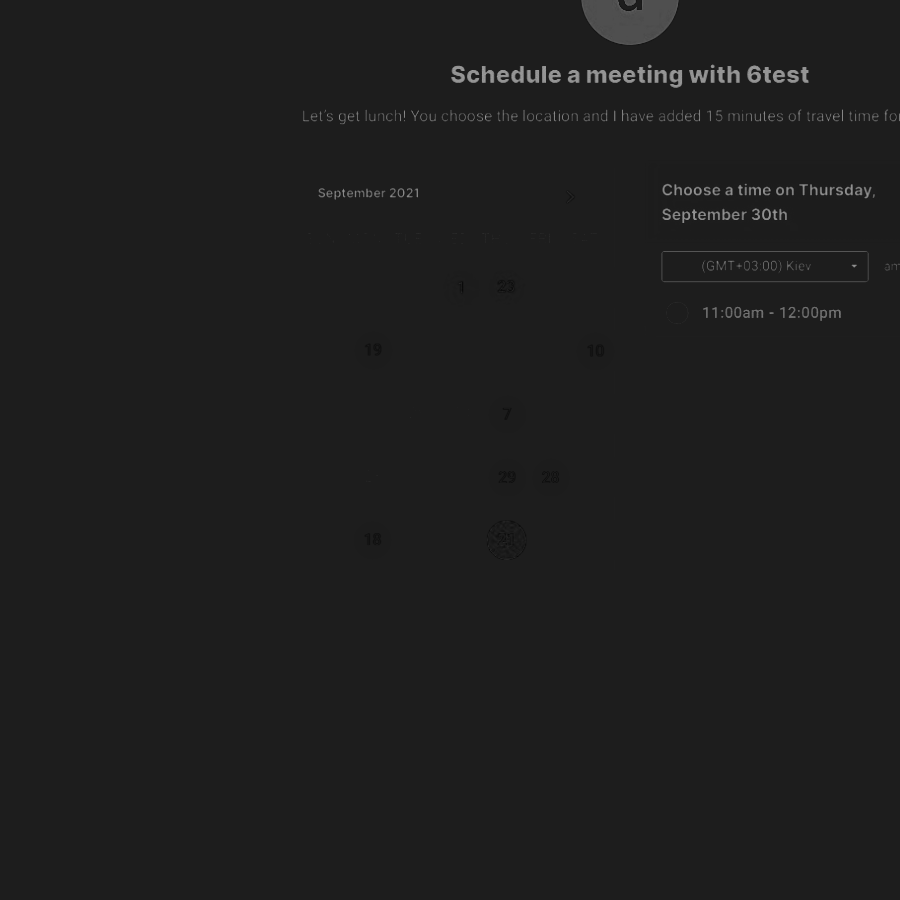 Schedule a meeting with 6test
Let's get lunch! You choose the location and I have added 15 minutes of travel time for
September 2021
Choose a time on Thursday,
September 30th
(GMT+03:00) Kiev
am
11:00am - 12:00pm
1 23
19 10
7
29 28
18